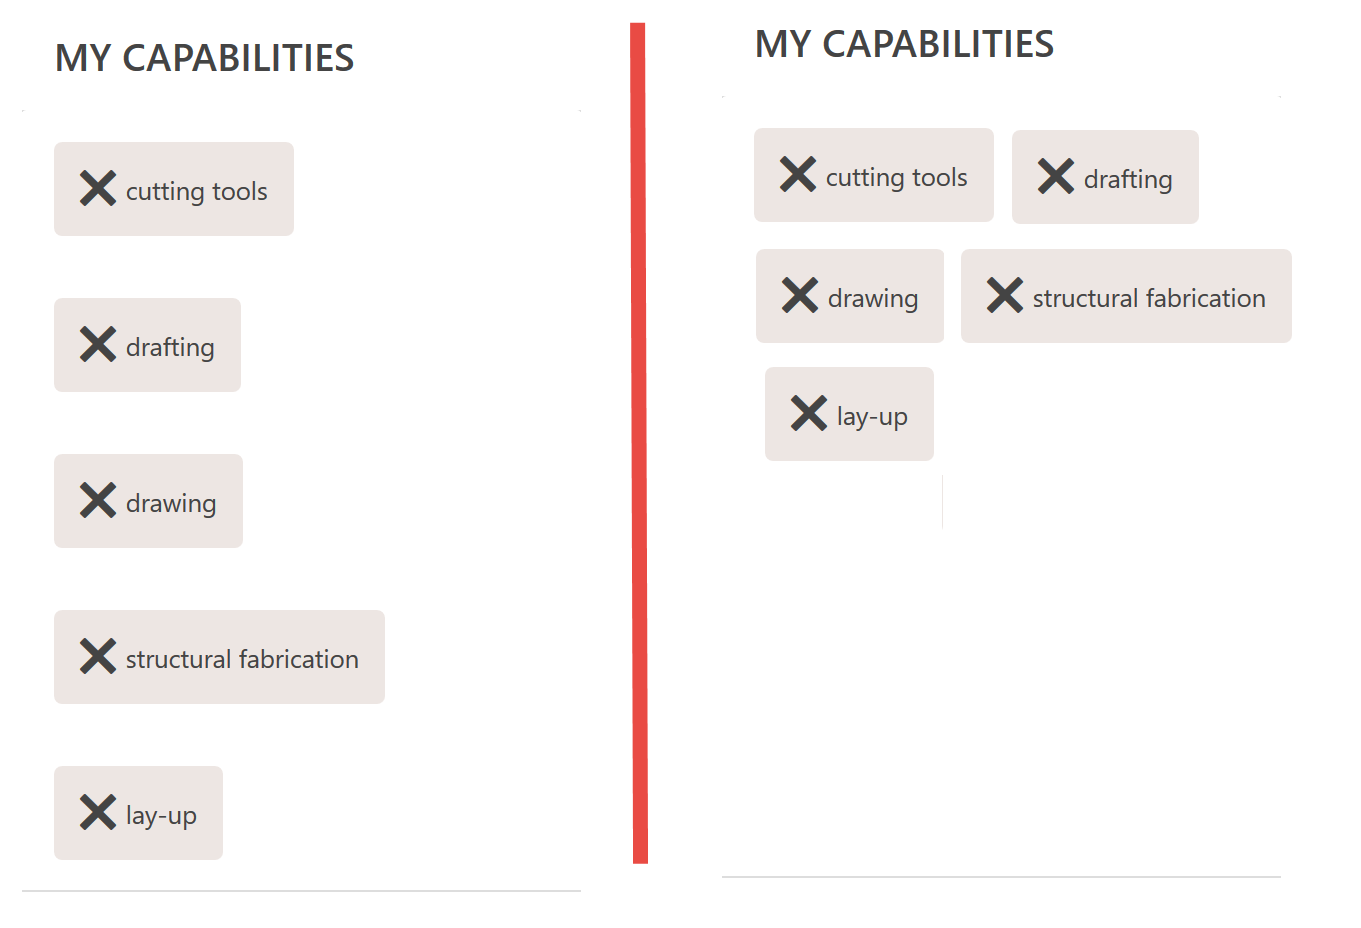 MY CAPABILITIES
cutting tools
drafting
drawing
structural fabrication
lay-up
MY CAPABILITIES
cutting tools drafting
drawing structural fabrication
lay-up